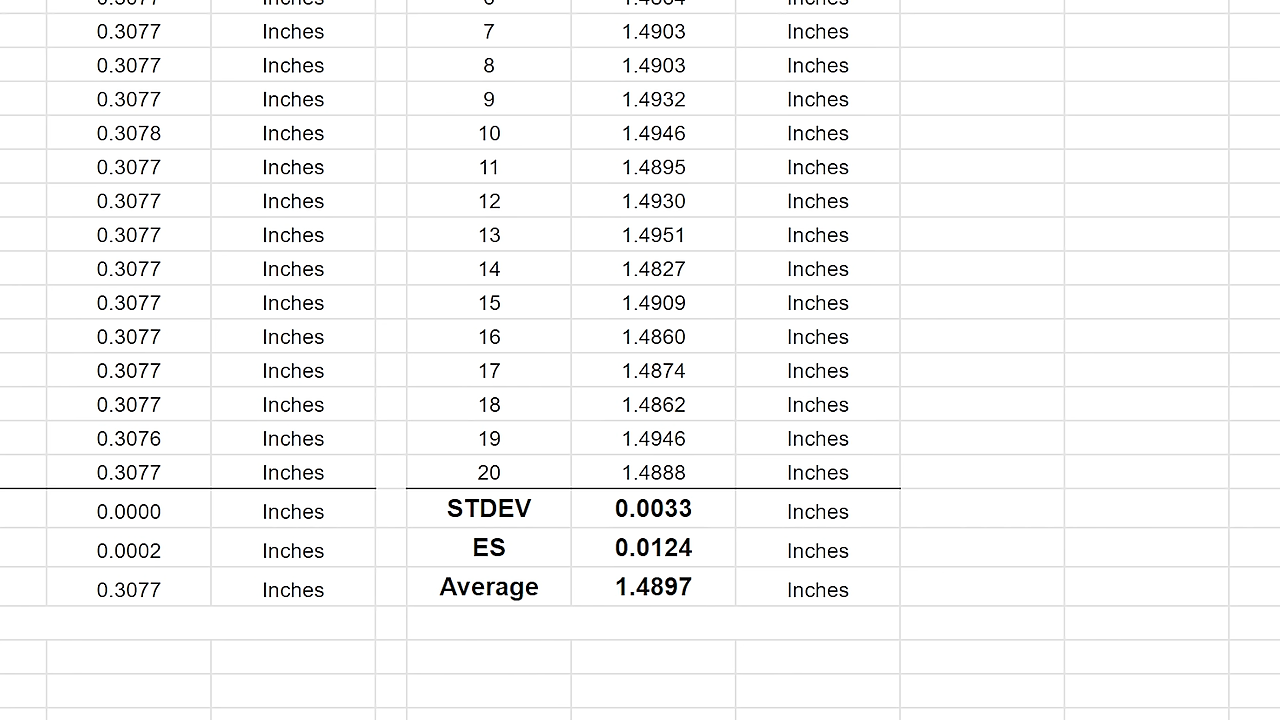 0.3077 Inches 7 1.4903 Inches
0.3077 Inches 8 1.4903 Inches
0.3077 Inches 9 1.4932 Inches
0.3078 Inches 10 1.4946 Inches
0.3077 Inches 11 1.4895 Inches
0.3077 Inches 12 1.4930 Inches
0.3077 Inches 13 1.4951 Inches
0.3077 Inches 14 1.4827 Inches
0.3077 Inches 15 1.4909 Inches
0.3077 Inches 16 1.4860 Inches
0.3077 Inches 17 1.4874 Inches
0.3077 Inches 18 1.4862 Inches
0.3076 Inches 19 1.4946 Inches
0.3077 Inches 20 1.4888 Inches
0.0000 Inches STDEV 0.0033 Inches
0.0002 Inches ES 0.0124 Inches
0.3077 Inches Average 1.4897 Inches